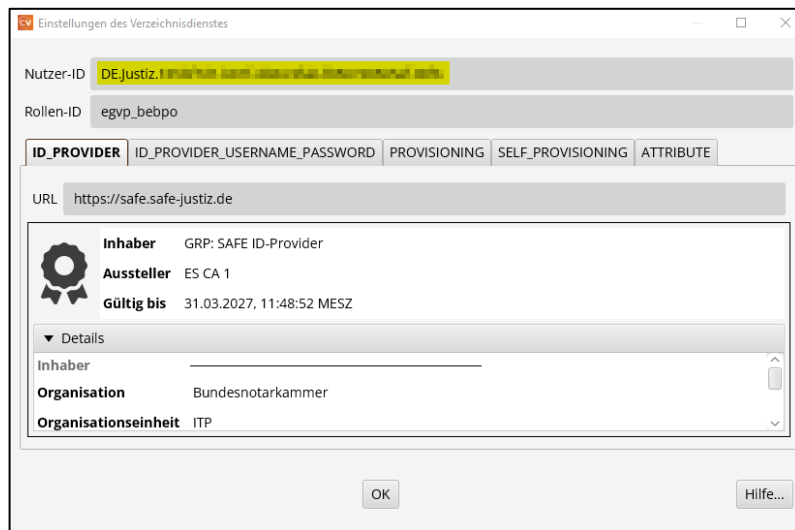 CV Einstellungen des Verzeichnisdienstes
Nutzer-ID DE.Justiz.
Rollen-ID egvp_bebpo
ID_PROVIDER ID_PROVIDER_USERNAME_PASSWORD PROVISIONING SELF_PROVISIONING ATTRIBUTE
URL https://safe.safe-justiz.de
Inhaber GRP: SAFE ID-Provider
Aussteller ES CA 1
Gültig bis 31.03.2027, 11:48:52 MESZ
Details
Inhaber
Organisation Bundesnotarkammer
Organisationseinheit ITP
OK Hilfe...